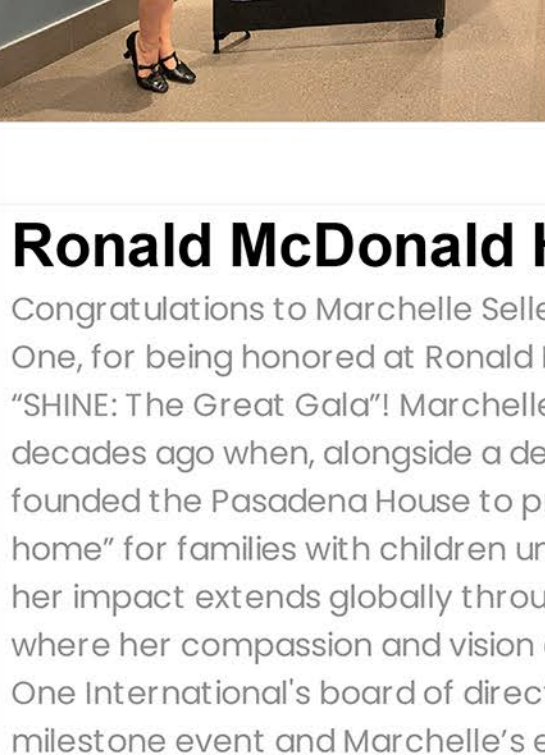 Ronald McDonald
Congratulations to Marchelle
One, for being honored at Ronald
“SHINE: The Great Gala”! Marchelle
decades ago when, alongside a
founded the Pasadena House to
home” for families with children
her impact extends globally
where her compassion and vision
One International's board of
milestone event and Marchelle’s